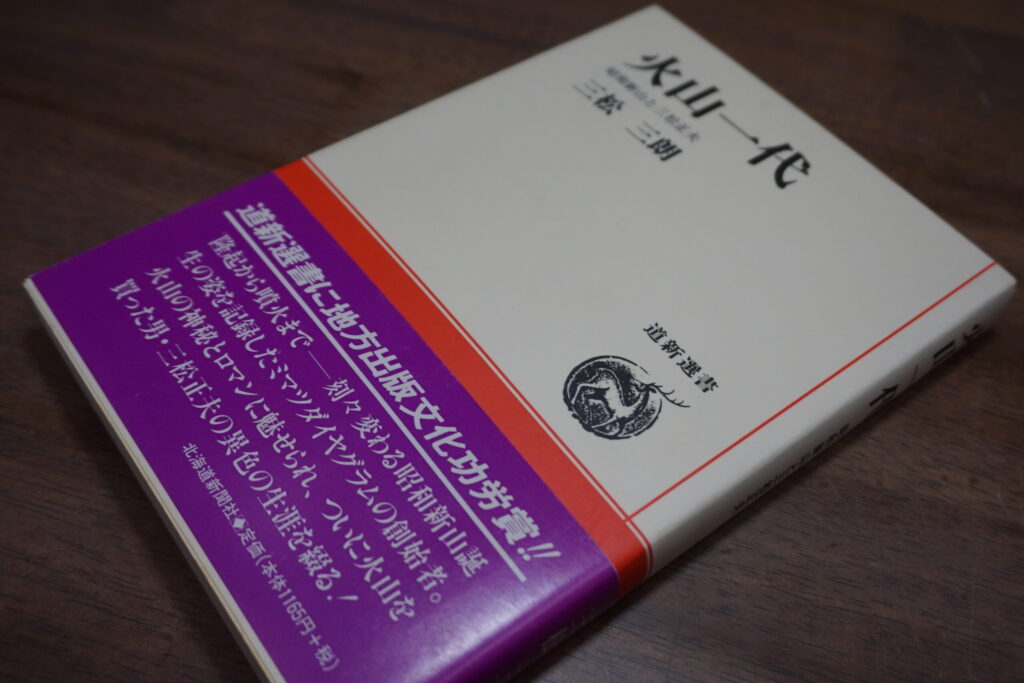 火山一代
昭和新山と三松正夫
三松 三朗
道新選書
道新選書に地方出版文化功労賞!!
隆起から噴火まで――刻々変わる昭和新山誕
生の姿を記録したミマツダイヤグラムの創始者。
火山の神秘とロマンに魅せられ、ついに火山を
買った男・三松正夫の異色の生涯を綴る!
北海道新聞社◆定価(本体1165円+税)
火山一代